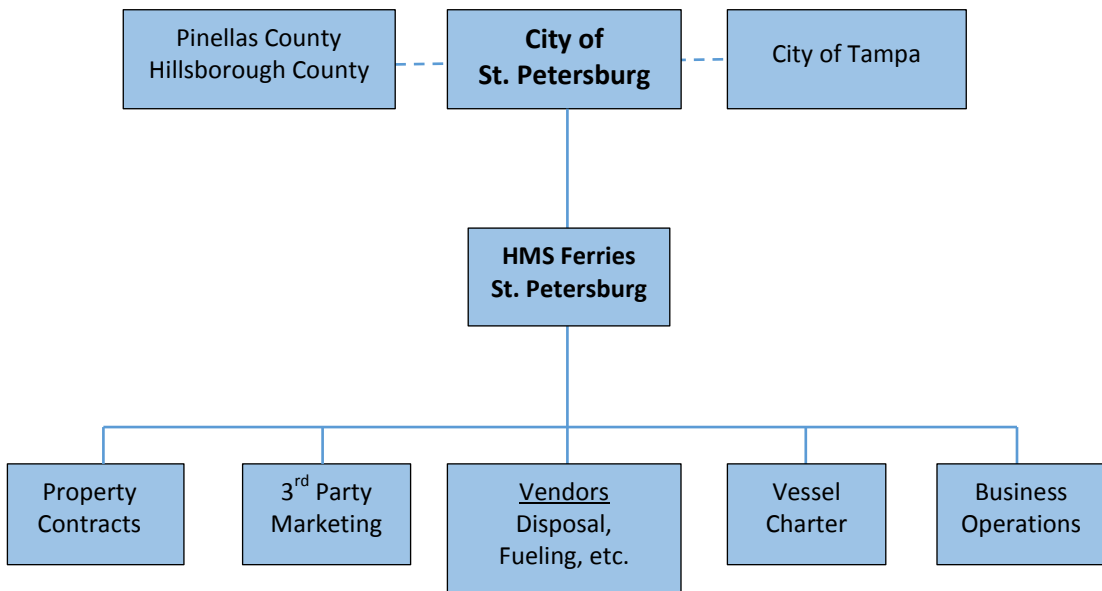 Pinellas County
Hillsborough County
City of
St. Petersburg
City of Tampa
HMS Ferries
St. Petersburg
Property
Contracts
3rd Party
Marketing
Vendors
Disposal,
Fueling, etc.
Vessel
Charter
Business
Operations